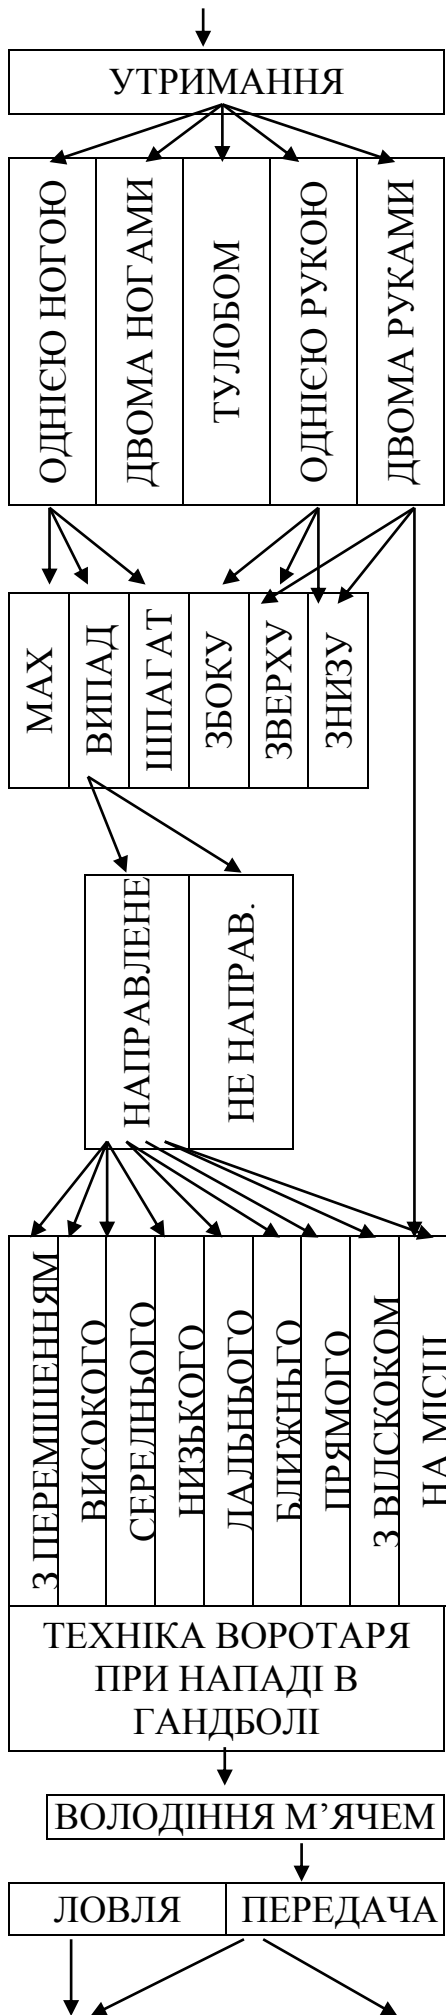 УТРИМАННЯ
ОДНІЄЮ НОГОЮ
ДВОМА НОГАМИ
ТУЛОБОМ
ОДНІЄЮ РУКОЮ
ДВОМА РУКАМИ
МАХ
ВИПАД
ШПАГАТ
ЗБОКУ
ЗВЕРХУ
ЗНИЗУ
НАПРАВЛЕНЕ
НЕ НАПРАВ.
З ПЕРЕМІЩЕННЯМ
ВИСОКОГО
СЕРЕДНЬОГО
НИЗЬКОГО
ДАЛЬНЬОГО
БЛИЖНЬГО
ПРЯМОГО
З ВІДСКОКОМ
НА МІСЦІ
ТЕХНІКА ВОРОТАРЯ
ПРИ НАПАДІ В
ГАНДБОЛІ
ВОЛОДІННЯ М’ЯЧЕМ
ЛОВЛЯ
ПЕРЕДАЧА